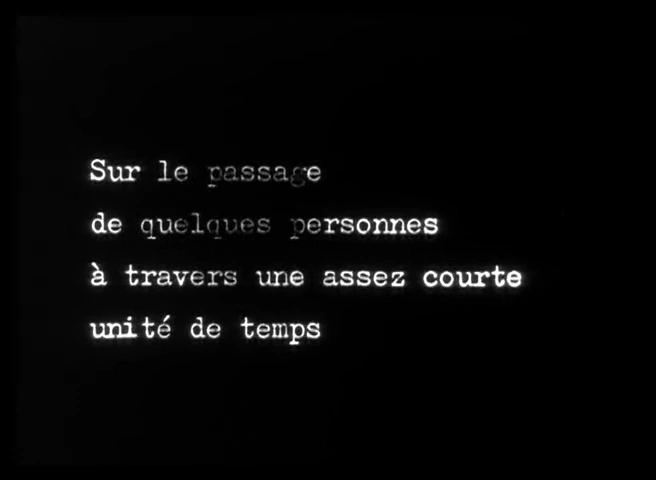 Sur le passage
de quelques personnes
à travers une assez courte
unité de temps